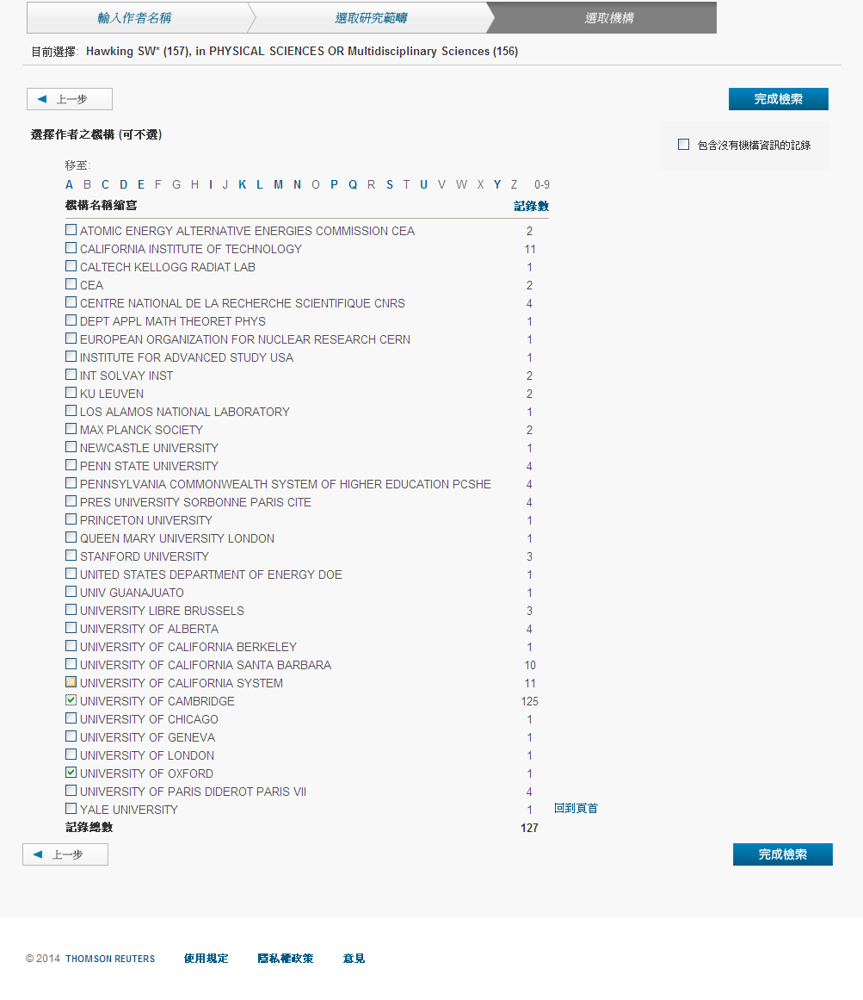 輸入作者名稱 選取研究範疇 選取機構
目前選擇: Hawking SW* (157), in PHYSICAL SCIENCES OR Multidisciplinary Sciences (156)
上一步 完成檢索
選擇作者之機構 (可不選)
包含沒有機構資訊的記錄
移至:
A B C D E F G H I J K L M N O P Q R S T U V W X Y Z 0-9
機構名稱縮寫 記錄數
ATOMIC ENERGY ALTERNATIVE ENERGIES COMMISSION CEA 2
CALIFORNIA INSTITUTE OF TECHNOLOGY 11
CALTECH KELLOGG RADIAT LAB 1
CEA 2
CENTRE NATIONAL DE LA RECHERCHE SCIENTIFIQUE CNRS 4
DEPT APPL MATH THEORET PHYS 1
EUROPEAN ORGANIZATION FOR NUCLEAR RESEARCH CERN 1
INSTITUTE FOR ADVANCED STUDY USA 1
INT SOLVAY INST 2
KU LEUVEN 2
LOS ALAMOS NATIONAL LABORATORY 1
MAX PLANCK SOCIETY 2
NEWCASTLE UNIVERSITY 1
PENN STATE UNIVERSITY 4
PENNSYLVANIA COMMONWEALTH SYSTEM OF HIGHER EDUCATION PCSHE 4
PRES UNIVERSITY SORBONNE PARIS CITE 4
PRINCETON UNIVERSITY 1
QUEEN MARY UNIVERSITY LONDON 1
STANFORD UNIVERSITY 3
UNITED STATES DEPARTMENT OF ENERGY DOE 1
UNIV GUANAJUATO 1
UNIVERSITY LIBRE BRUSSELS 3
UNIVERSITY OF ALBERTA 4
UNIVERSITY OF CALIFORNIA BERKELEY 1
UNIVERSITY OF CALIFORNIA SANTA BARBARA 10
UNIVERSITY OF CALIFORNIA SYSTEM 11
UNIVERSITY OF CAMBRIDGE 125
UNIVERSITY OF CHICAGO 1
UNIVERSITY OF GENEVA 1
UNIVERSITY OF LONDON 1
UNIVERSITY OF OXFORD 1
UNIVERSITY OF PARIS DIDEROT PARIS VII 4
YALE UNIVERSITY 1 回到頁首
記錄總數 127
上一步 完成檢索
© 2014 THOMSON REUTERS 使用規定 隱私權政策 意見